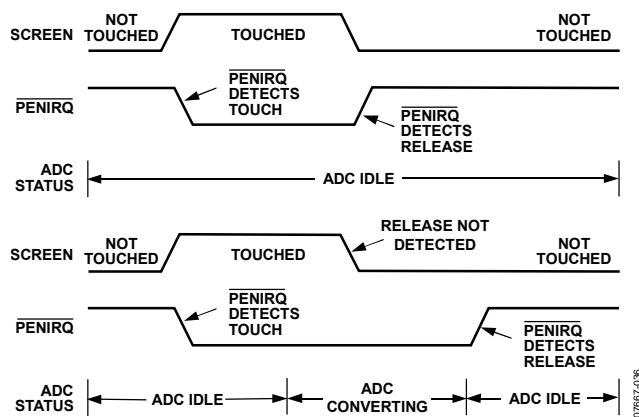 SCREEN
NOT
TOUCHED
TOUCHED
NOT
TOUCHED
PENIRQ
PENIRQ
DETECTS
TOUCH
PENIRQ
DETECTS
RELEASE
ADC
STATUS
ADC IDLE
SCREEN
NOT
TOUCHED
TOUCHED
RELEASE NOT
DETECTED
NOT
TOUCHED
PENIRQ
PENIRQ
DETECTS
TOUCH
PENIRQ
DETECTS
RELEASE
ADC
STATUS
ADC IDLE
ADC
CONVERTING
ADC IDLE
07667-036